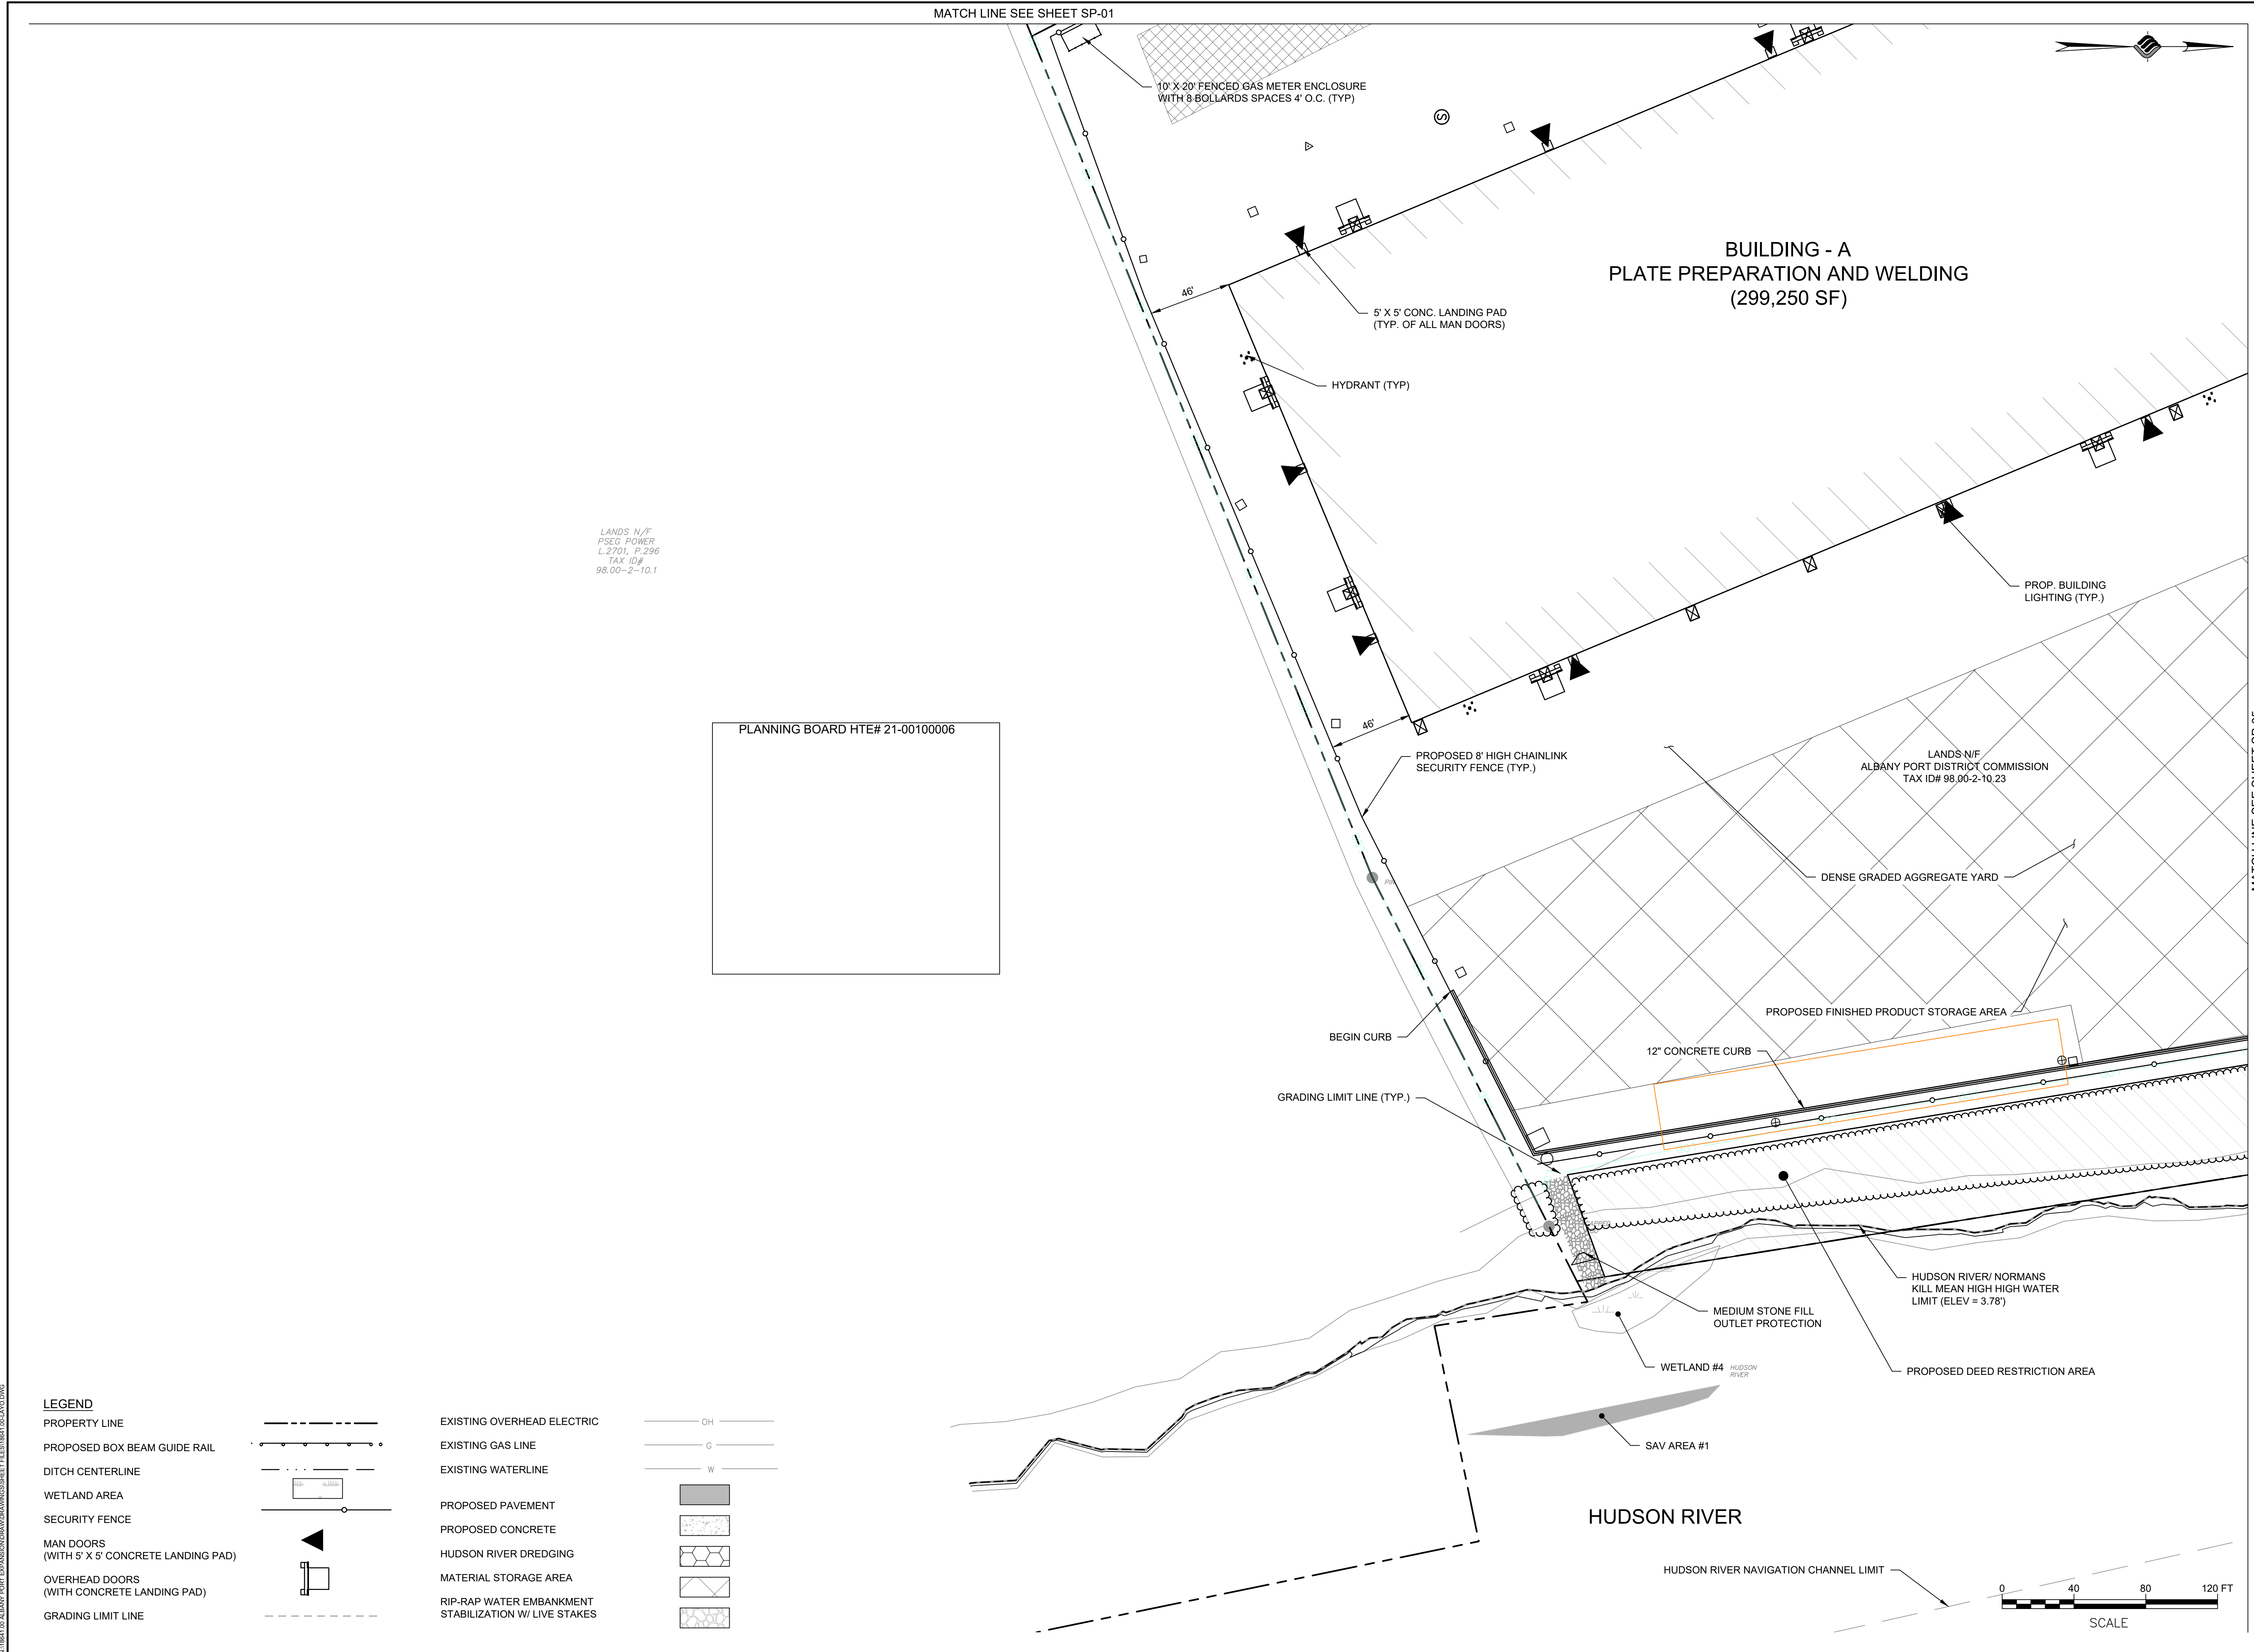 MATCH LINE SEE SHEET SP-01
10' X 20' FENCED GAS METER ENCLOSURE
WITH 8 BOLLARDS SPACES 4' O.C. (TYP)
S
BUILDING - A
PLATE PREPARATION AND WELDING
(299,250 SF)
46'
5' X 5' CONC. LANDING PAD
(TYP. OF ALL MAN DOORS)
HYDRANT (TYP)
LANDS N/F
PSEG POWER
L.2701, P.296
TAX ID#
98.00-2-10.1
PROP. BUILDING
LIGHTING (TYP.)
PLANNING BOARD HTE# 21-00100006
46'
PROPOSED 8' HIGH CHAINLINK
SECURITY FENCE (TYP.)
LANDS N/F
ALBANY PORT DISTRICT COMMISSION
TAX ID# 98.00-2-10.23
DENSE GRADED AGGREGATE YARD
PROPOSED FINISHED PRODUCT STORAGE AREA
BEGIN CURB
12" CONCRETE CURB
GRADING LIMIT LINE (TYP.)
HUDSON RIVER/ NORMANS
KILL MEAN HIGH HIGH WATER
LIMIT (ELEV = 3.78')
MEDIUM STONE FILL
OUTLET PROTECTION
WETLAND #4
HUDSON
RIVER
PROPOSED DEED RESTRICTION AREA
SAV AREA #1
HUDSON RIVER
HUDSON RIVER NAVIGATION CHANNEL LIMIT
0 40 80 120 FT
SCALE
LEGEND
PROPERTY LINE
PROPOSED BOX BEAM GUIDE RAIL
DITCH CENTERLINE
WETLAND AREA
SECURITY FENCE
MAN DOORS
(WITH 5' X 5' CONCRETE LANDING PAD)
OVERHEAD DOORS
(WITH CONCRETE LANDING PAD)
GRADING LIMIT LINE
EXISTING OVERHEAD ELECTRIC
OH
EXISTING GAS LINE
G
EXISTING WATERLINE
W
PROPOSED PAVEMENT
PROPOSED CONCRETE
HUDSON RIVER DREDGING
MATERIAL STORAGE AREA
RIP-RAP WATER EMBANKMENT
STABILIZATION W/ LIVE STAKES